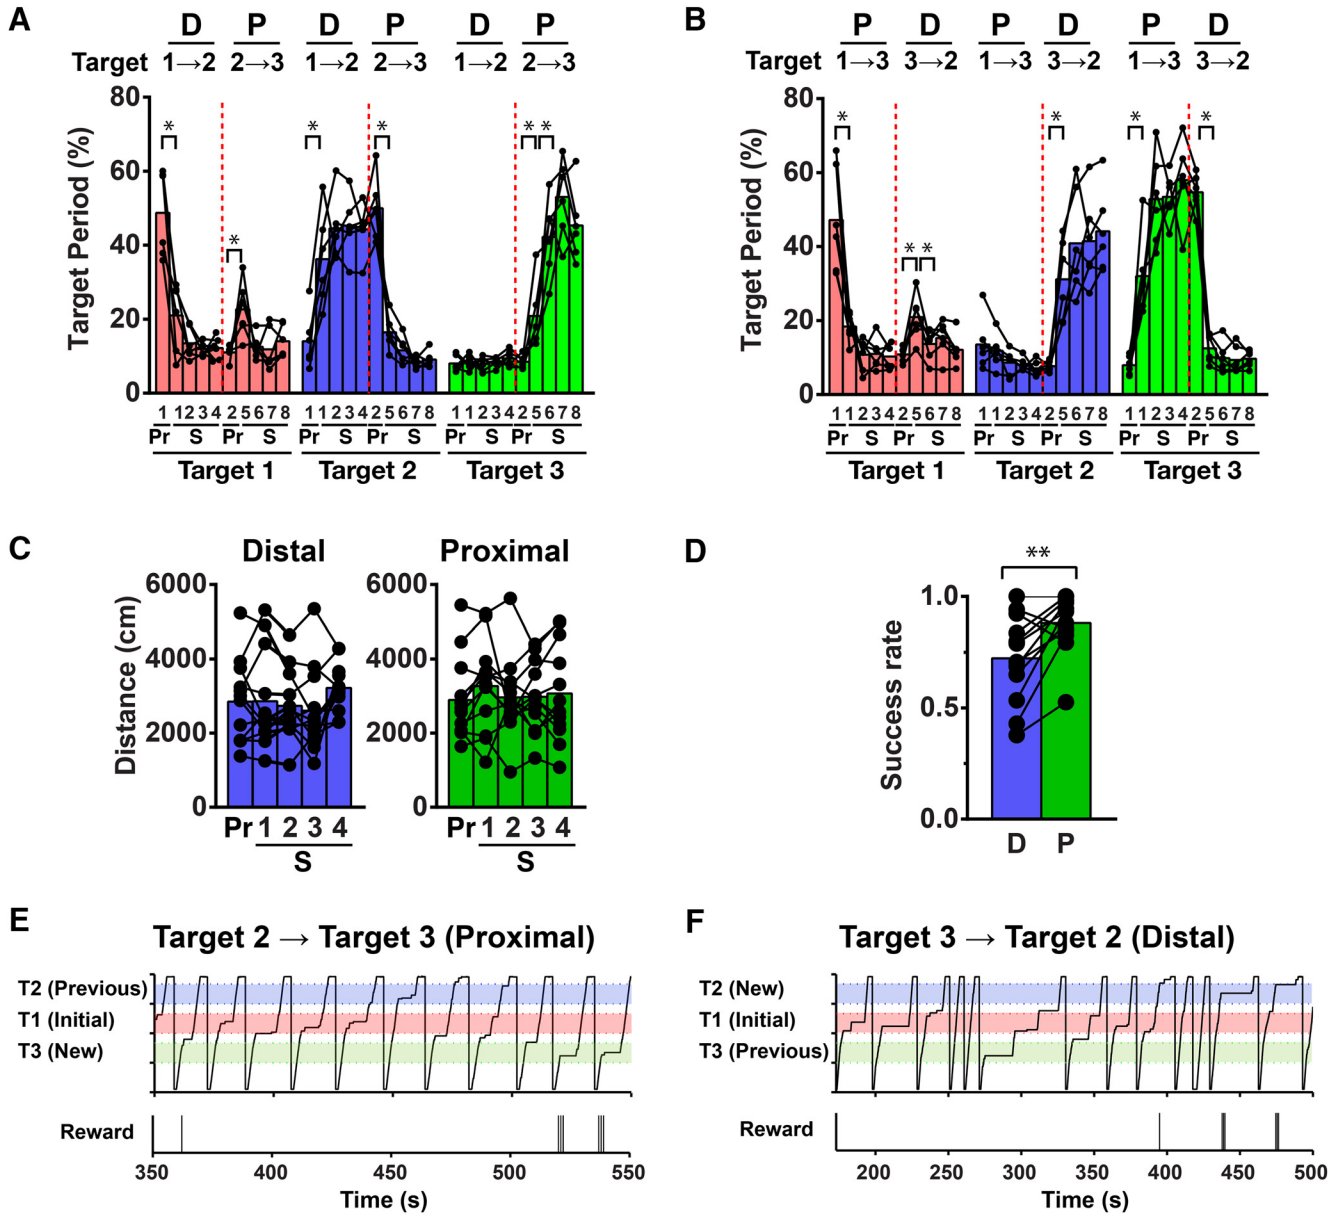 A
D P D P D P
Target 1→2 2→3 1→2 2→3 1→2 2→3
Target Period (%)
80
60
40
20
0
* * * * * *
1 1 2 3 4 2 5 6 7 8 1 1 2 3 4 2 5 6 7 8 1 1 2 3 4 2 5 6 7 8
Pr S Pr S Pr S Pr S Pr S Pr S
Target 1 Target 2 Target 3
B
P D P D P D
Target 1→3 3→2 1→3 3→2 1→3 3→2
Target Period (%)
80
60
40
20
0
* * * * * *
1 1 2 3 4 2 5 6 7 8 1 1 2 3 4 2 5 6 7 8 1 1 2 3 4 2 5 6 7 8
Pr S Pr S Pr S Pr S Pr S Pr S
Target 1 Target 2 Target 3
C
Distal Proximal
Distance (cm)
6000 6000
4000 4000
2000 2000
0 0
Pr 1 2 3 4 Pr 1 2 3 4
S S
D
**
Success rate
1.0
0.5
0.0
D P
E
Target 2 → Target 3 (Proximal)
T2 (Previous)
T1 (Initial)
T3 (New)
Reward
350 400 450 500 550
Time (s)
F
Target 3 → Target 2 (Distal)
T2 (New)
T1 (Initial)
T3 (Previous)
Reward
200 250 300 350 400 450 500
Time (s)